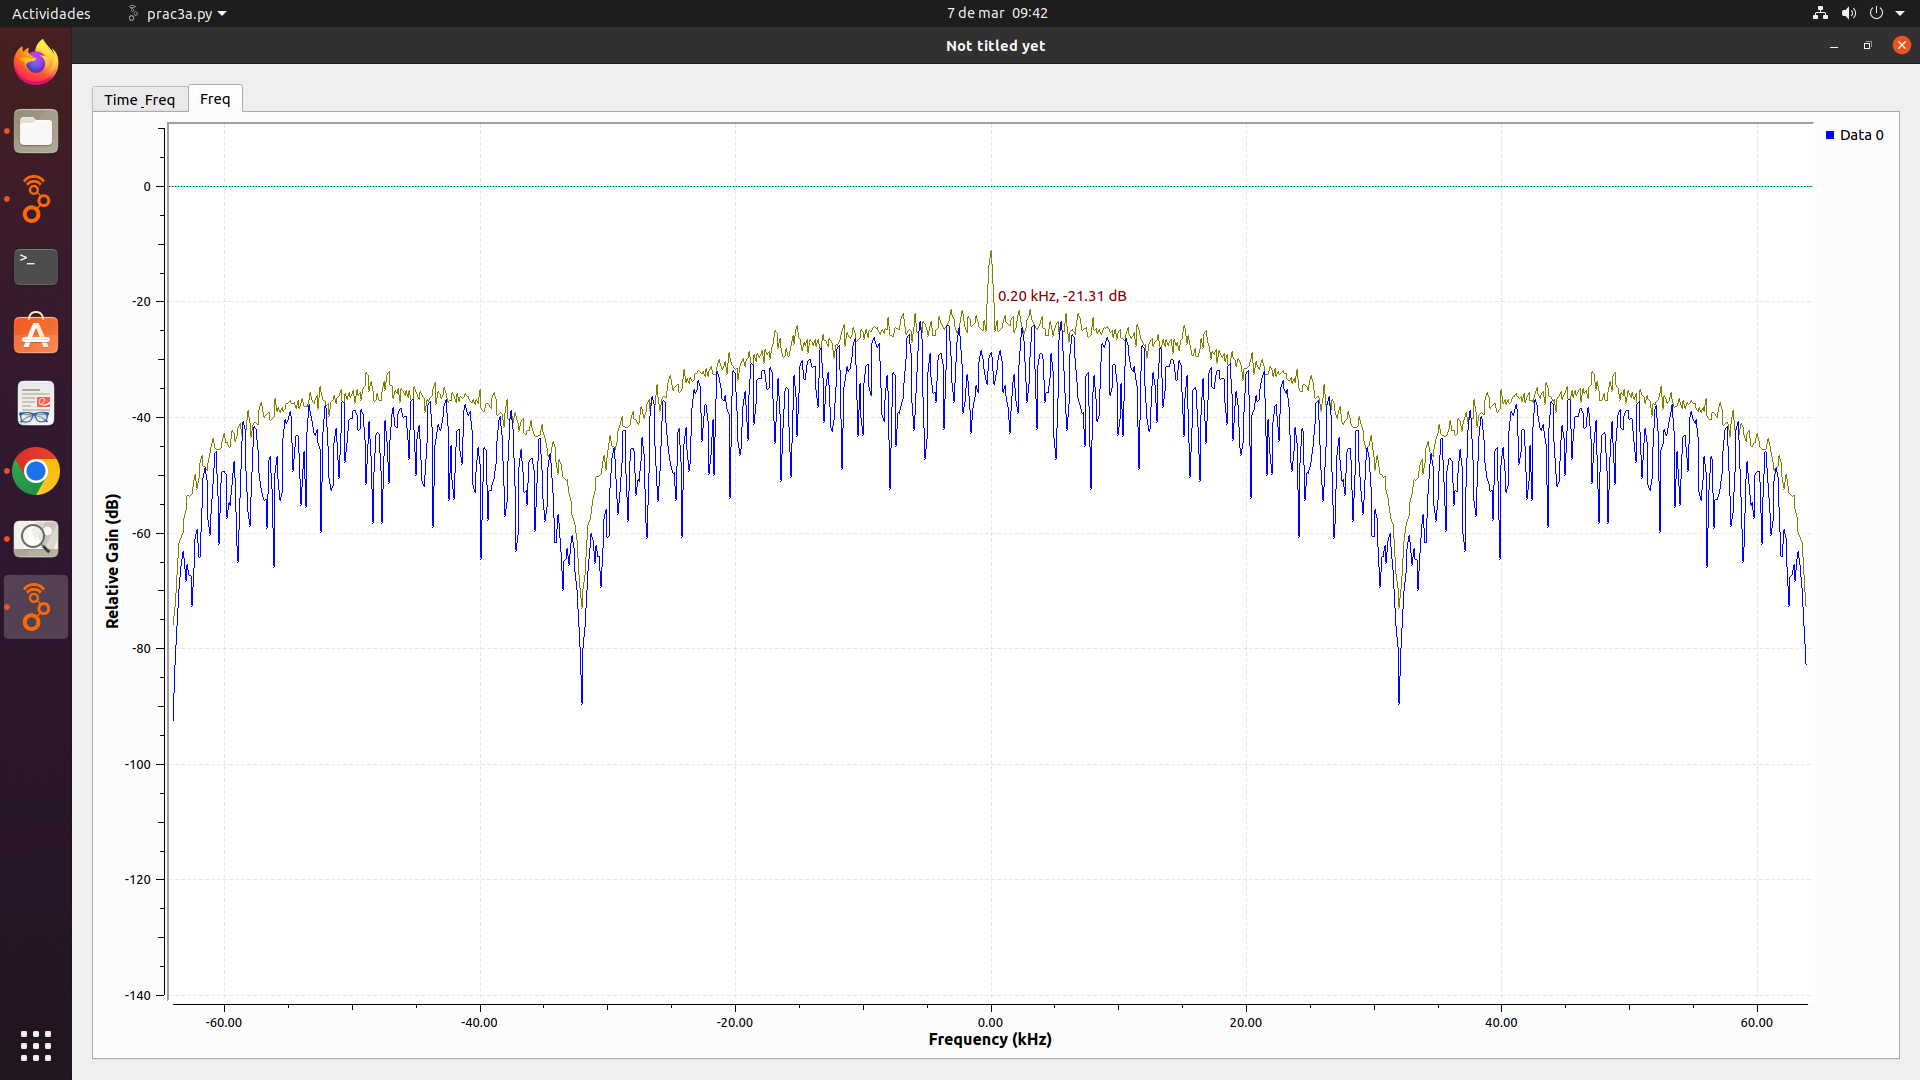 Actividades
prac3a.py
7 de mar 09:42
Not titled yet
Time_Freq
Freq
Data 0
0
-20
-40
-60
-80
-100
-120
-140
0.20 kHz, -21.31 dB
Relative Gain (dB)
-60.00
-40.00
-20.00
0.00
20.00
40.00
60.00
Frequency (kHz)